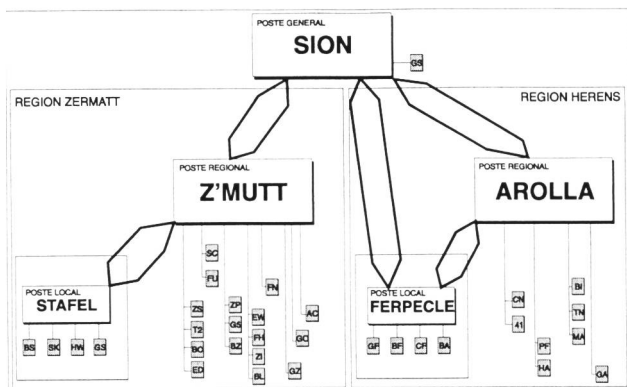 POSTE GENERAL
SION
GS
REGION ZERMATT
REGION HERENS
POSTE REGIONAL
Z'MUTT
POSTE REGIONAL
AROLLA
POSTE LOCAL
STAFEL
POSTE LOCAL
FERPECLE
BS SK HW GS
SC
FU
ZS
T2
BO
ED
ZP
GS
BZ
FN
EW
FH
ZI
BL
AC
GC
GZ
GF BF CF BA
CN
41
PF
HA
BI
TN
MA
GA